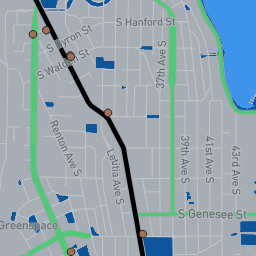 S Hanford St
S Byron St
S Walden St
37th Ave S
Renton Ave S
Letitia Ave S
39th Ave S
41st Ave S
43rd Ave S
S Genesee St
Greenspace